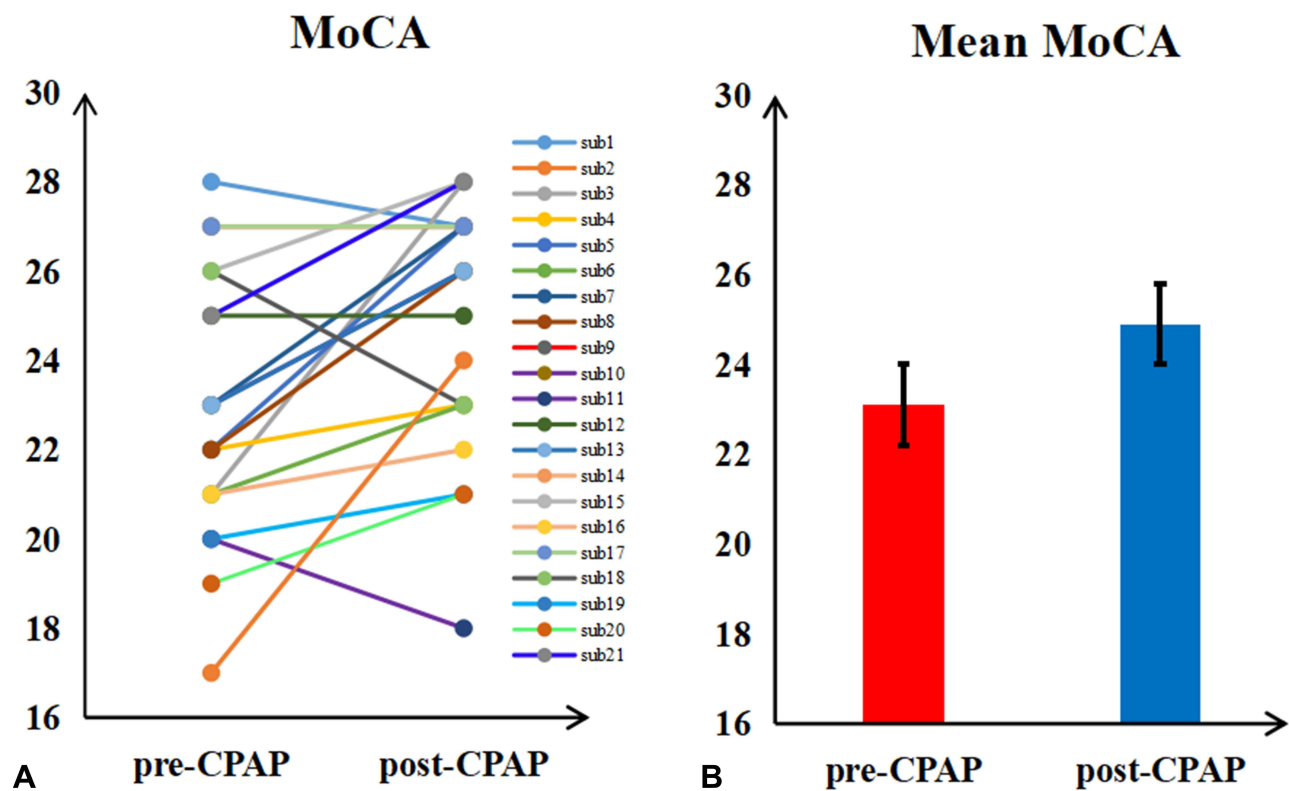 MoCA
30
28
26
24
22
20
18
16
pre-CPAP
post-CPAP
sub1
sub2
sub3
sub4
sub5
sub6
sub7
sub8
sub9
sub10
sub11
sub12
sub13
sub14
sub15
sub16
sub17
sub18
sub19
sub20
sub21
A
Mean MoCA
30
28
26
24
22
20
18
16
pre-CPAP
post-CPAP
B